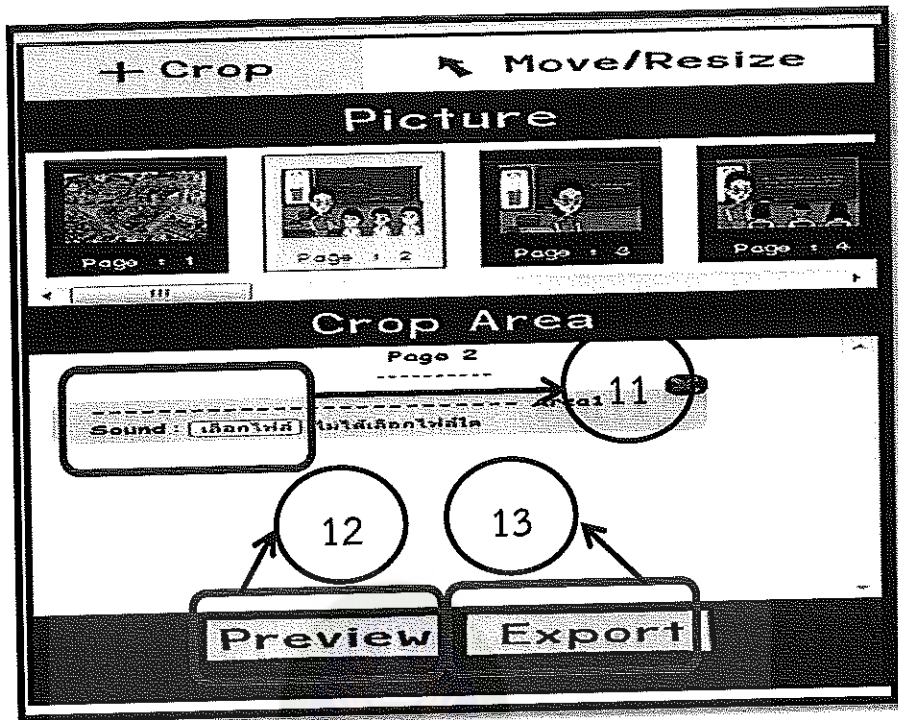 + Crop
Move/Resize
Picture
Page : 1
Page : 2
Page : 3
Page : 4
Crop Area
Page 2
Area1
11
Sound : เลือกไฟล์ ไม่ได้เลือกไฟล์ใด
12
13
Preview
Export